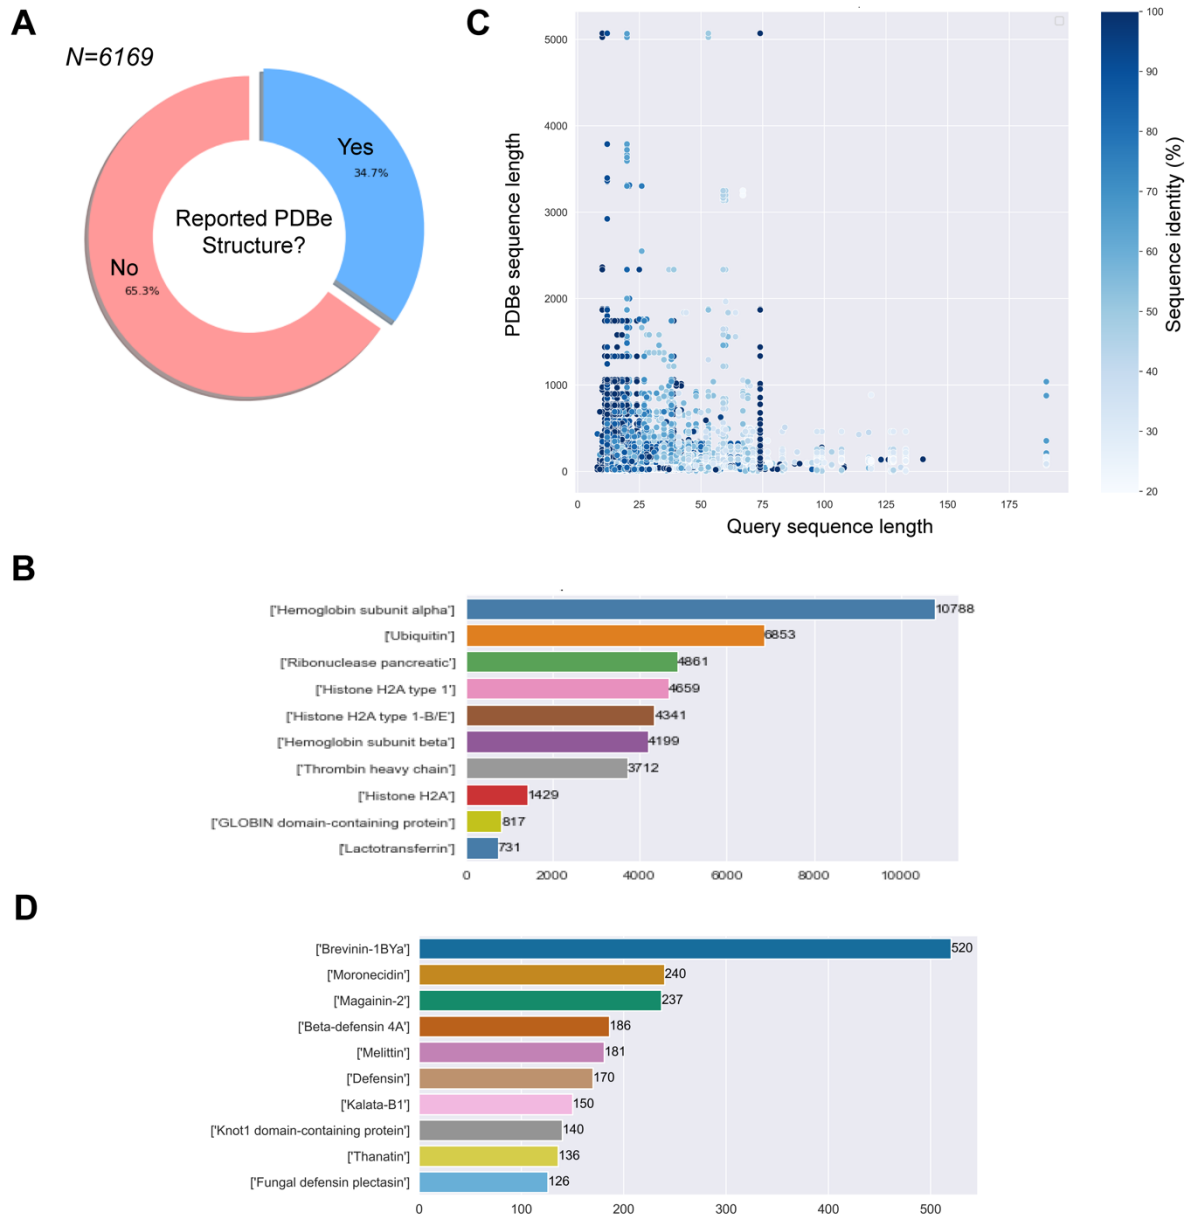 A
N=6169
Yes
34.7%
Reported PDBe
Structure?
No
65.3%
C
PDBe sequence length
5000
4000
3000
2000
1000
0
0
25
50
75
100
125
150
175
Query sequence length
100
90
80
70
60
50
40
30
20
Sequence identity (%)
B
['Hemoglobin subunit alpha'] 10788
['Ubiquitin'] 6853
['Ribonuclease pancreatic'] 4861
['Histone H2A type 1'] 4659
['Histone H2A type 1-B/E'] 4341
['Hemoglobin subunit beta'] 4199
['Thrombin heavy chain'] 3712
['Histone H2A'] 1429
['GLOBIN domain-containing protein'] 817
['Lactotransferrin'] 731
0 2000 4000 6000 8000 10000
D
['Brevinin-1BYa'] 520
['Moronecidin'] 240
['Magainin-2'] 237
['Beta-defensin 4A'] 186
['Melittin'] 181
['Defensin'] 170
['Kalata-B1'] 150
['Knot1 domain-containing protein'] 140
['Thanatin'] 136
['Fungal defensin plectasin'] 126
0 100 200 300 400 500